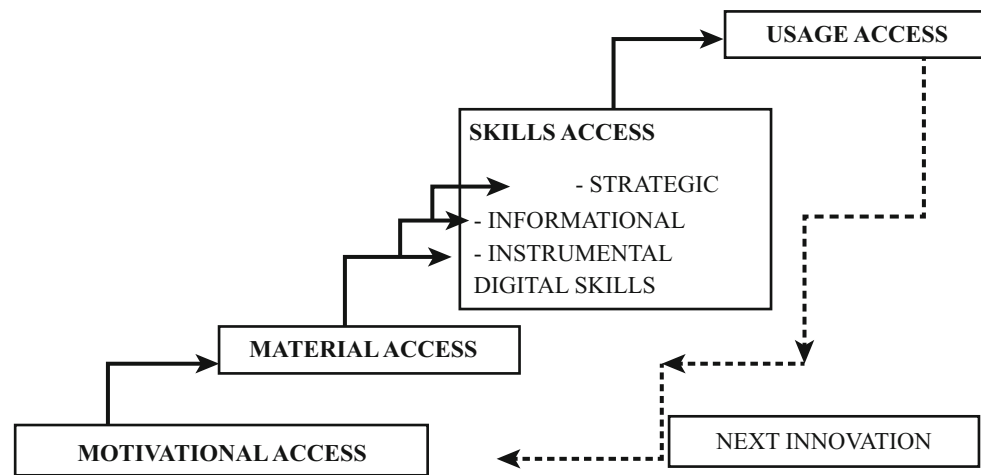 USAGE ACCESS
SKILLS ACCESS
- STRATEGIC
- INFORMATIONAL
- INSTRUMENTAL
DIGITAL SKILLS
MATERIAL ACCESS
MOTIVATIONAL ACCESS
NEXT INNOVATION